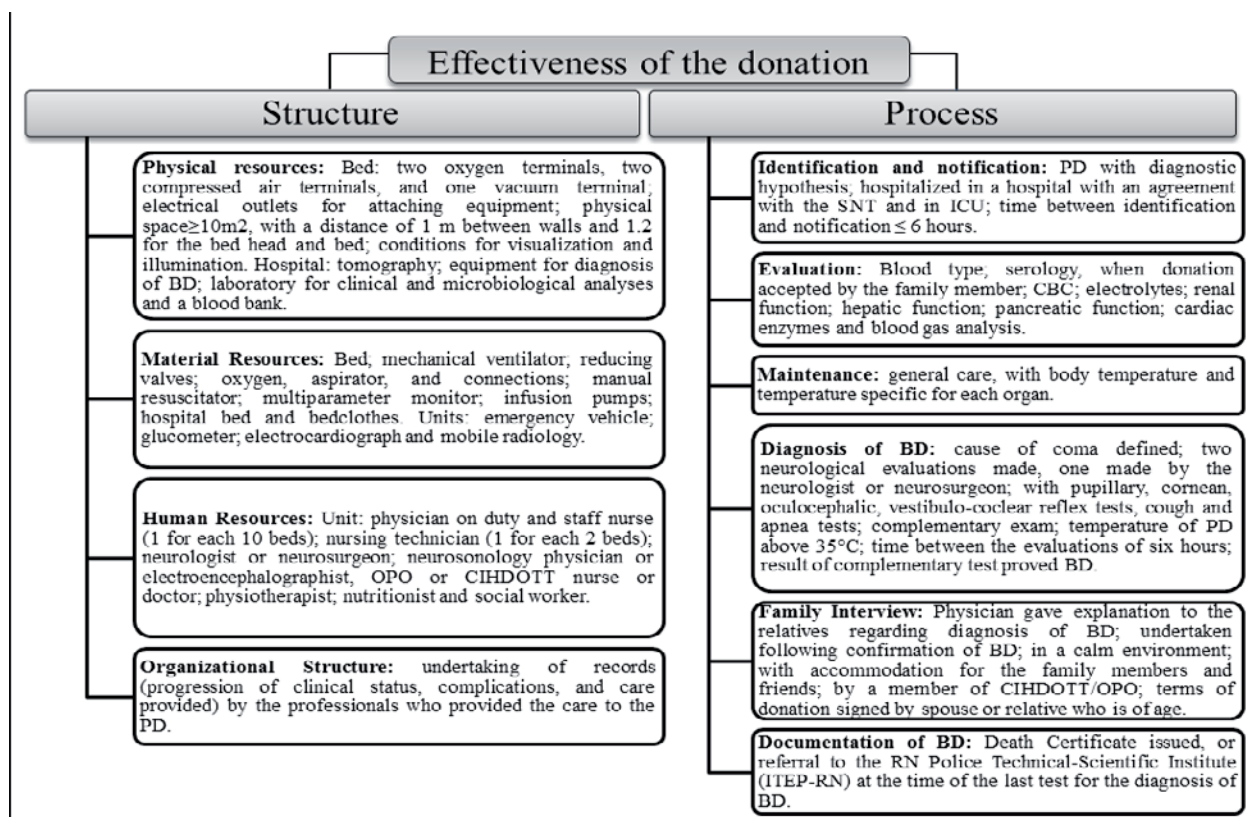 Effectiveness of the donation
Structure
Physical resources: Bed: two oxygen terminals, two
compressed air terminals, and one vacuum terminal;
electrical outlets for attaching equipment; physical
space≥10m2, with a distance of 1 m between walls and 1.2
for the bed head and bed; conditions for visualization and
illumination. Hospital: tomography; equipment for diagnosis
of BD; laboratory for clinical and microbiological analyses
and a blood bank.
Material Resources: Bed; mechanical ventilator; reducing
valves; oxygen, aspirator, and connections; manual
resuscitator; multiparameter monitor; infusion pumps;
hospital bed and bedclothes. Units: emergency vehicle;
glucometer; electrocardiograph and mobile radiology.
Human Resources: Unit: physician on duty and staff nurse
(1 for each 10 beds); nursing technician (1 for each 2 beds);
neurologist or neurosurgeon; neurosonology physician or
electroencephalographist, OPO or CIHDOTT nurse or
doctor; physiotherapist; nutritionist and social worker.
Organizational Structure: undertaking of records
(progression of clinical status, complications, and care
provided) by the professionals who provided the care to the
PD.
Process
Identification and notification: PD with diagnostic
hypothesis; hospitalized in a hospital with an agreement
with the SNT and in ICU; time between identification
and notification ≤ 6 hours.
Evaluation: Blood type; serology, when donation
accepted by the family member; CBC; electrolytes; renal
function; hepatic function; pancreatic function; cardiac
enzymes and blood gas analysis.
Maintenance: general care, with body temperature and
temperature specific for each organ.
Diagnosis of BD: cause of coma defined; two
neurological evaluations made, one made by the
neurologist or neurosurgeon; with pupillary, cornean,
oculocephalic, vestibulo-coclear reflex tests, cough and
apnea tests; complementary exam; temperature of PD
above 35°C; time between the evaluations of six hours;
result of complementary test proved BD.
Family Interview: Physician gave explanation to the
relatives regarding diagnosis of BD; undertaken
following confirmation of BD; in a calm environment;
with accommodation for the family members and
friends; by a member of CIHDOTT/OPO; terms of
donation signed by spouse or relative who is of age.
Documentation of BD: Death Certificate issued, or
referral to the RN Police Technical-Scientific Institute
(ITEP-RN) at the time of the last test for the diagnosis of
BD.